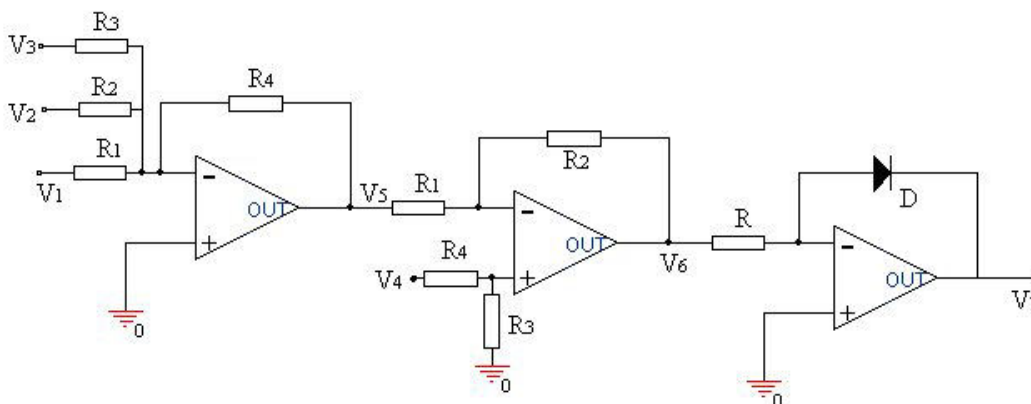 R3
V3
R2
R4
V2
R1
R2
V1
-
OUT
+
0
V5
R1
-
OUT
+
V4
R4
R3
0
V6
R
D
-
OUT
+
0